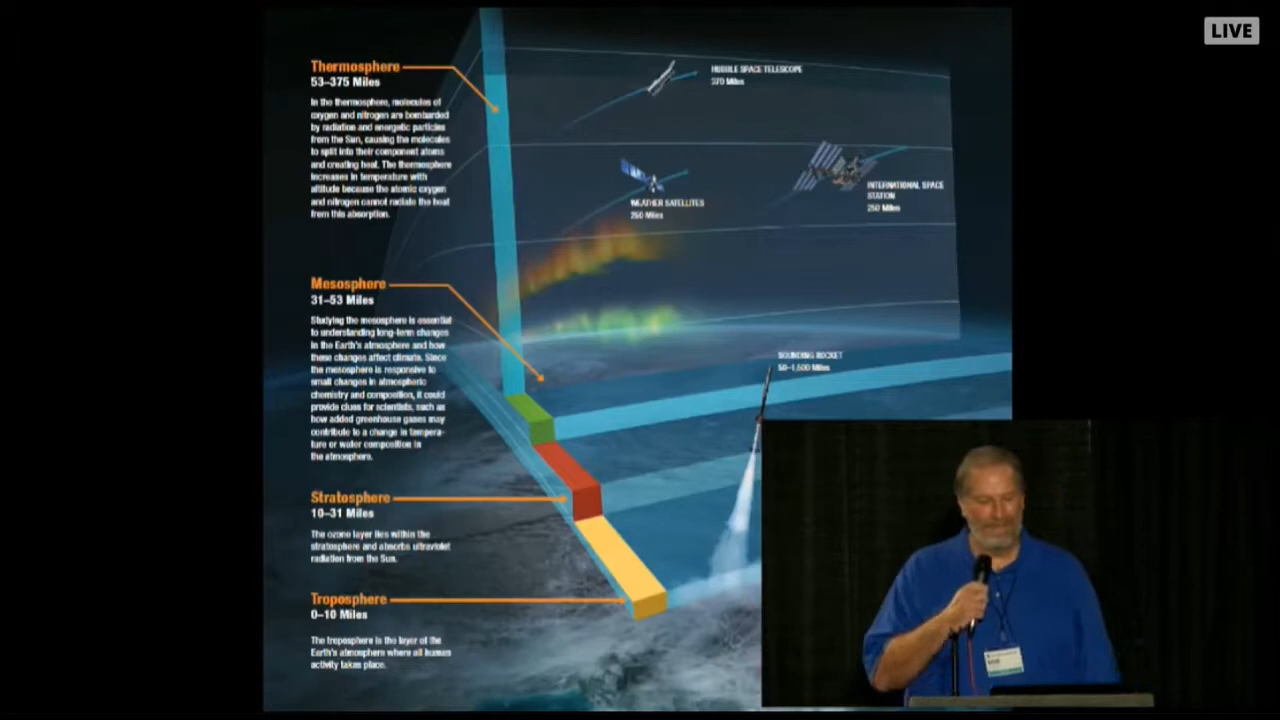 LIVE
Thermosphere
53–375 Miles
In the thermosphere, molecules of
oxygen and nitrogen are bombarded
by radiation and energetic particles
from the Sun, causing the molecules
to split into their component atoms
and creating heat. The thermosphere
increases in temperature with
altitude because the atomic oxygen
and nitrogen cannot radiate the heat
from this absorption.
HUBBLE SPACE TELESCOPE
370 Miles
WEATHER SATELLITES
250 Miles
INTERNATIONAL SPACE
STATION
250 Miles
Mesosphere
31–53 Miles
Studying the mesosphere is essential
to understanding long-term changes
in the Earth's atmosphere and how
these changes affect climate. Since
the mesosphere is responsive to
small changes in atmospheric
chemistry and composition, it could
provide clues for scientists, such as
how added greenhouse gases may
contribute to a change in tempera-
ture or water composition in
the atmosphere.
SOUNDING ROCKET
50–1,500 Miles
Stratosphere
10–31 Miles
The ozone layer lies within the
stratosphere and absorbs ultraviolet
radiation from the Sun.
Troposphere
0–10 Miles
The troposphere is the layer of the
Earth's atmosphere where all human
activity takes place.